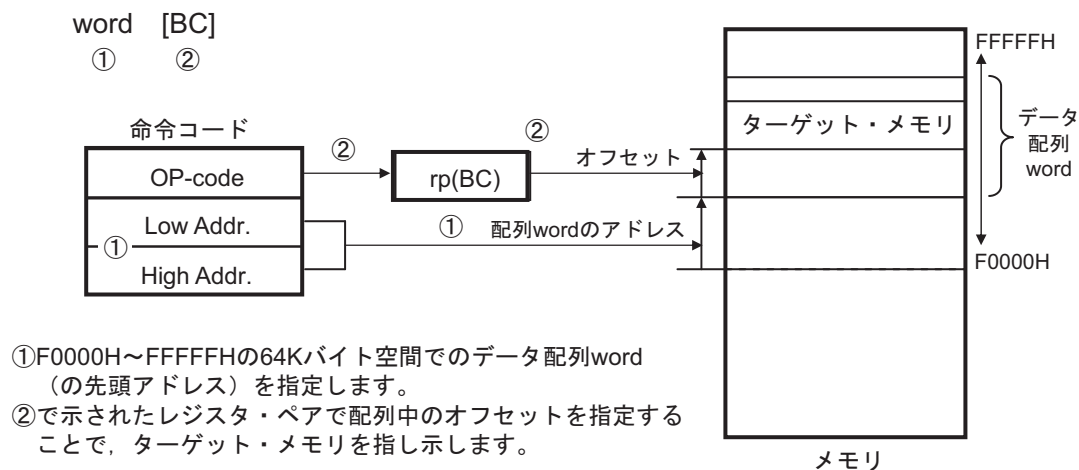 word [BC]
① ②
命令コード
OP-code
Low Addr.
①
High Addr.
②
rp(BC)
②
オフセット
① 配列wordのアドレス
FFFFFH
ターゲット・メモリ
データ
配列
word
F0000H
メモリ
①F0000H~FFFFFHの64Kバイト空間でのデータ配列word
(の先頭アドレス)を指定します。
②で示されたレジスタ・ペアで配列中のオフセットを指定する
ことで,ターゲット・メモリを指し示します。